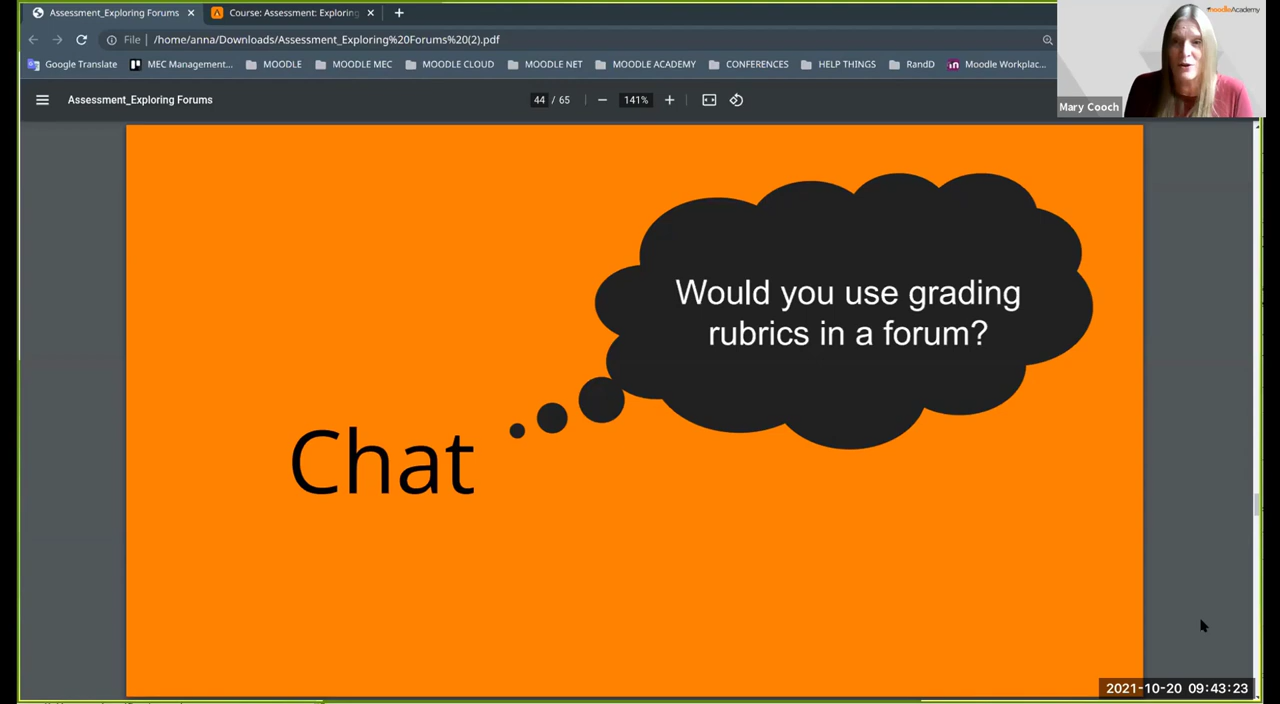 Assessment_Exploring Forums
Course: Assessment: Exploring
File
/home/anna/Downloads/Assessment_Exploring%20Forums%20(2).pdf
Google Translate
MEC Management...
MOODLE
MOODLE MEC
MOODLE CLOUD
MOODLE NET
MOODLE ACADEMY
CONFERENCES
HELP THINGS
RandD
Moodle Workplac...
moodleAcademy
Mary Cooch
Assessment_Exploring Forums
44 / 65
141%
Would you use grading
rubrics in a forum?
Chat
2021-10-20 09:43:23